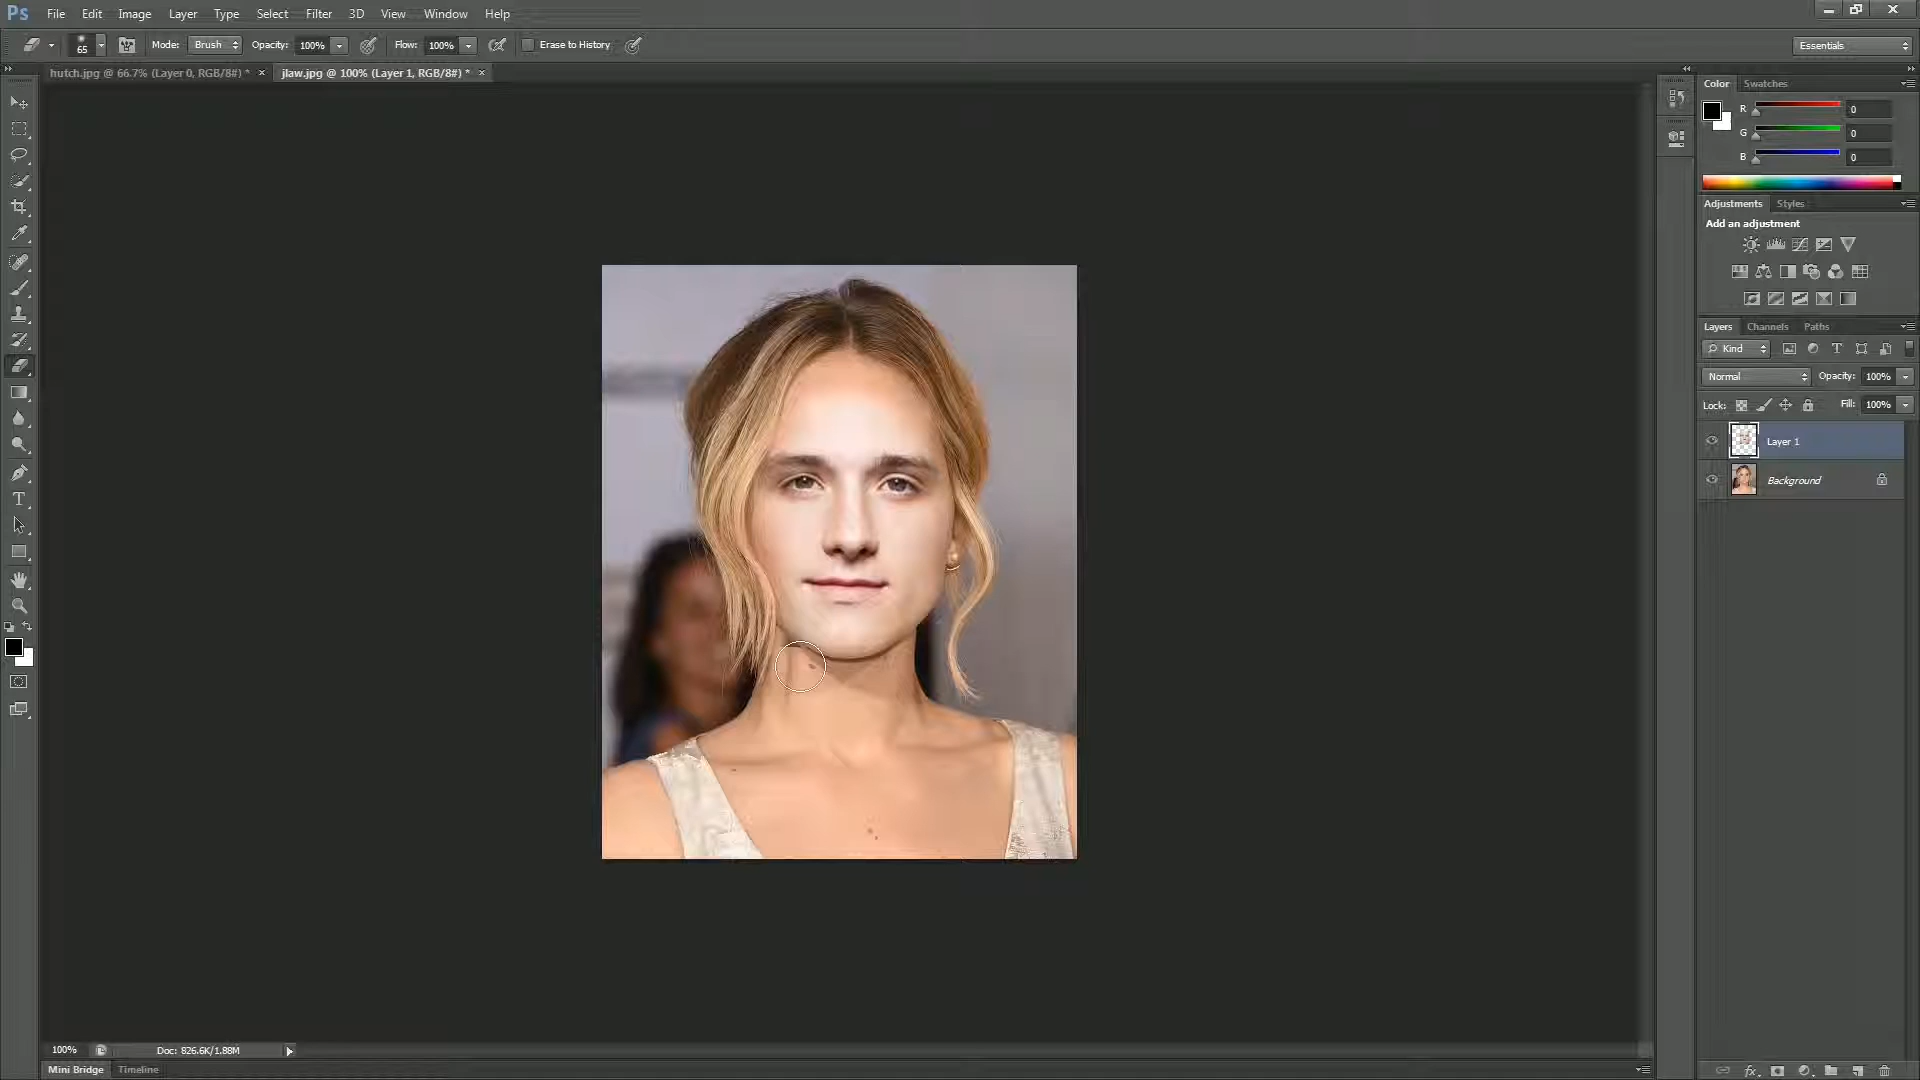 Ps File Edit Image Layer Type Select Filter 3D View Window Help
65 Mode: Brush Opacity: 100% Flow: 100% Erase to History Essentials
hutch.jpg @ 66.7% (Layer 0, RGB/8#) * × jlaw.jpg @ 100% (Layer 1, RGB/8#) * ×
Color Swatches
R 0
G 0
B 0
Adjustments Styles
Add an adjustment
Layers Channels Paths
Kind
Normal Opacity: 100%
Lock: Fill: 100%
Layer 1
Background
100% Doc: 826.6K/1.88M
Mini Bridge Timeline